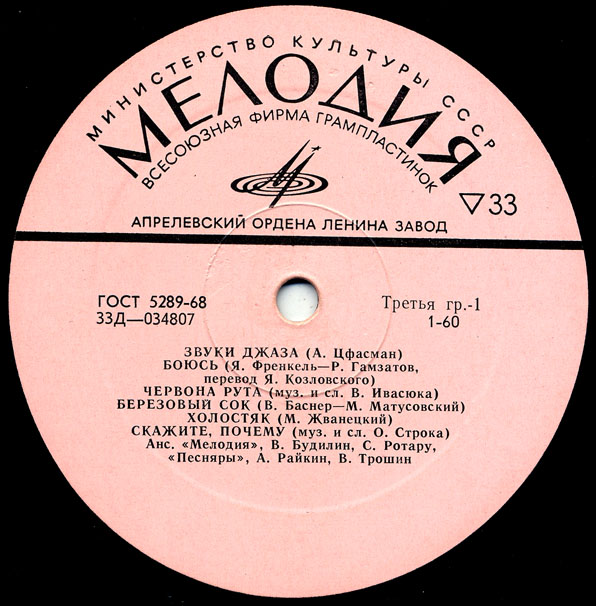 МИНИСТЕРСТВО КУЛЬТУРЫ СССР
МЕЛОДИЯ
ВСЕСОЮЗНАЯ ФИРМА ГРАМПЛАСТИНОК
▽33
АПРЕЛЕВСКИЙ ОРДЕНА ЛЕНИНА ЗАВОД
ГОСТ 5289-68
Третья гр.-1
33Д—034807
1-60
ЗВУКИ ДЖАЗА (А. Цфасман)
БОЮСЬ (Я. Френкель—Р. Гамзатов,
перевод Я. Козловского)
ЧЕРВОНА РУТА (муз. и сл. В. Ивасюка)
БЕРЕЗОВЫЙ СОК (В. Баснер—М. Матусовский)
ХОЛОСТЯК (М. Жванецкий)
СКАЖИТЕ, ПОЧЕМУ (муз. и сл. О. Строка)
Анс. «Мелодия», В. Будилин, С. Ротару,
«Песняры», А. Райкин, В. Трошин